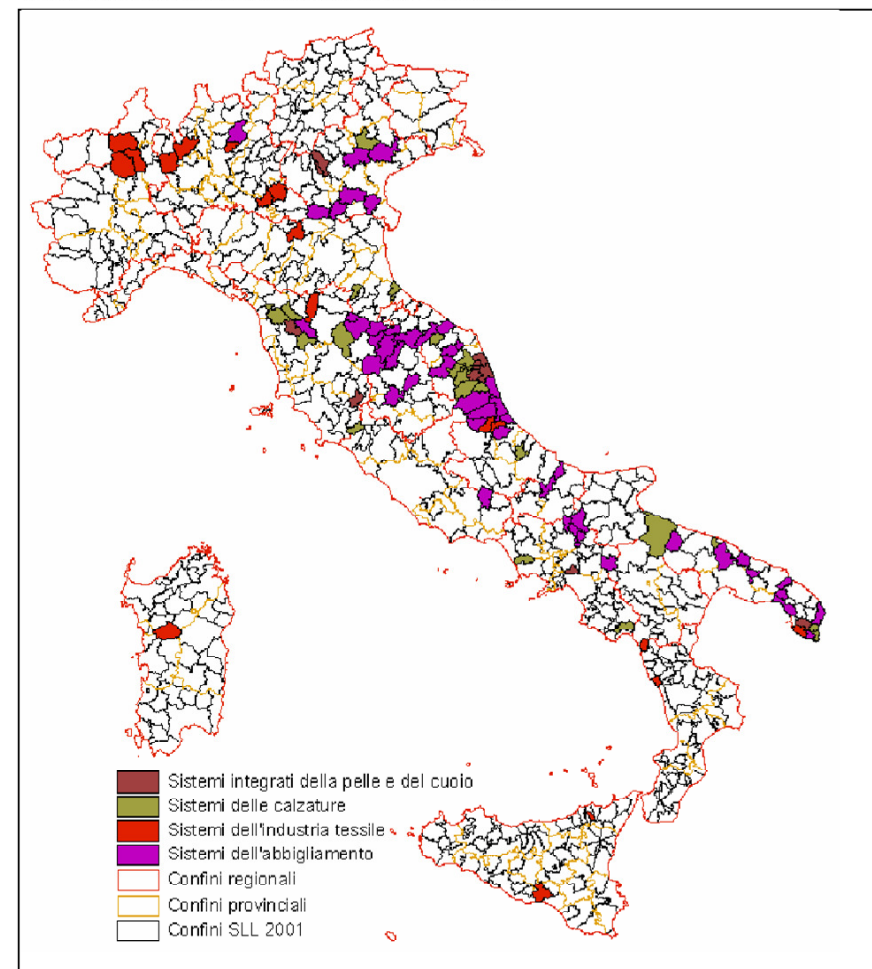 Sistemi integrati della pelle e del cuoio
Sistemi delle calzature
Sistemi dell'industria tessile
Sistemi dell'abbigliamento
Confini regionali
Confini provinciali
Confini SLL 2001